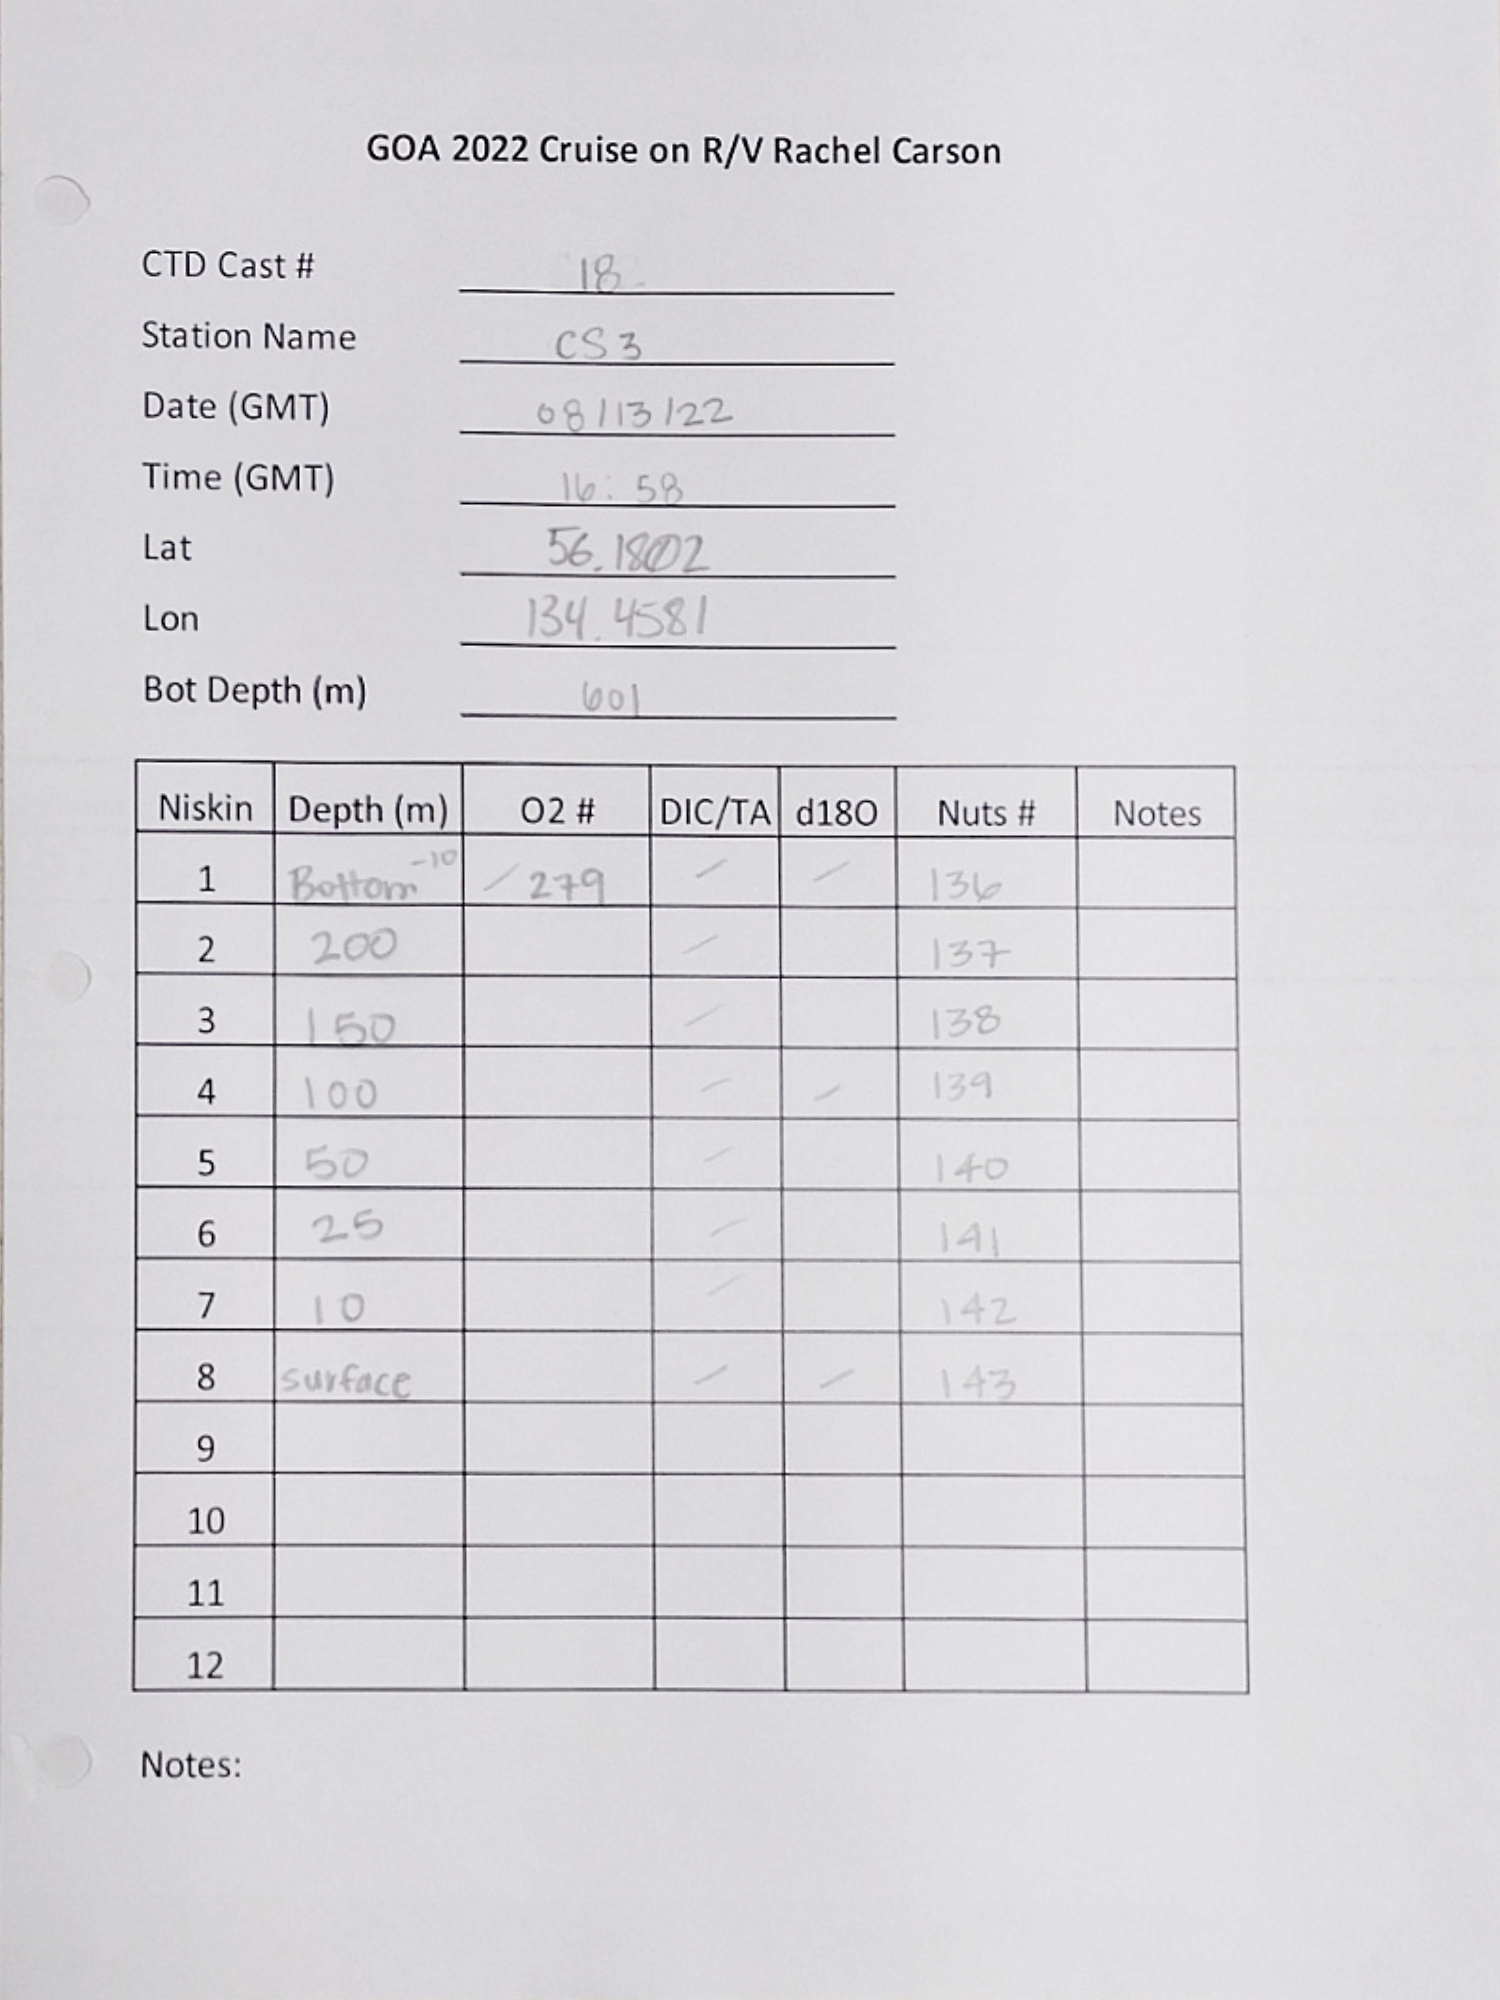 GOA 2022 Cruise on R/V Rachel Carson
CTD Cast # 18
Station Name CS3
Date (GMT) 08/13/22
Time (GMT) 16:58
Lat 56.1802
Lon 134.4581
Bot Depth (m) 601
Niskin Depth (m) O2 # DIC/TA d18O Nuts # Notes
1 Bottom -10 / 279 / / 136
2 200 / 137
3 150 / 138
4 100 / / 139
5 50 / 140
6 25 / 141
7 10 / 142
8 surface / / 143
9
10
11
12
Notes: